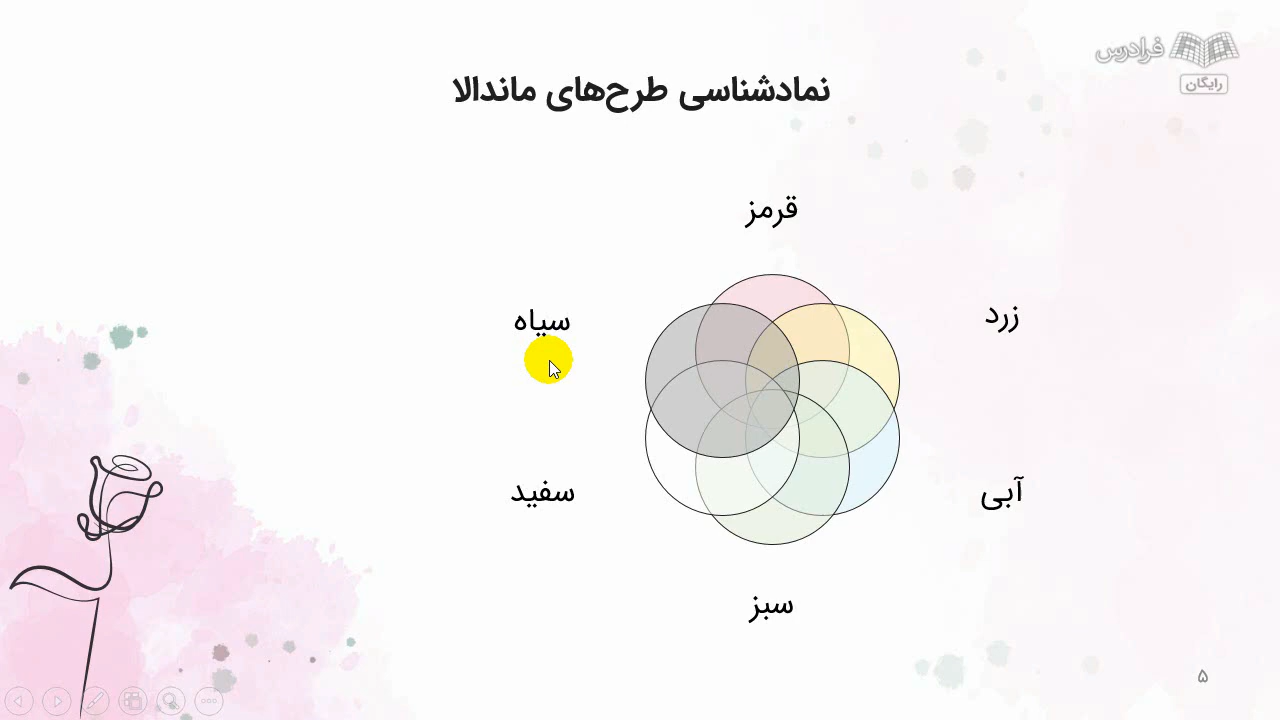 فرادرس
رایگان
نمادشناسی طرح‌های ماندالا
قرمز
زرد
سیاه
آبی
سفید
سبز
۵